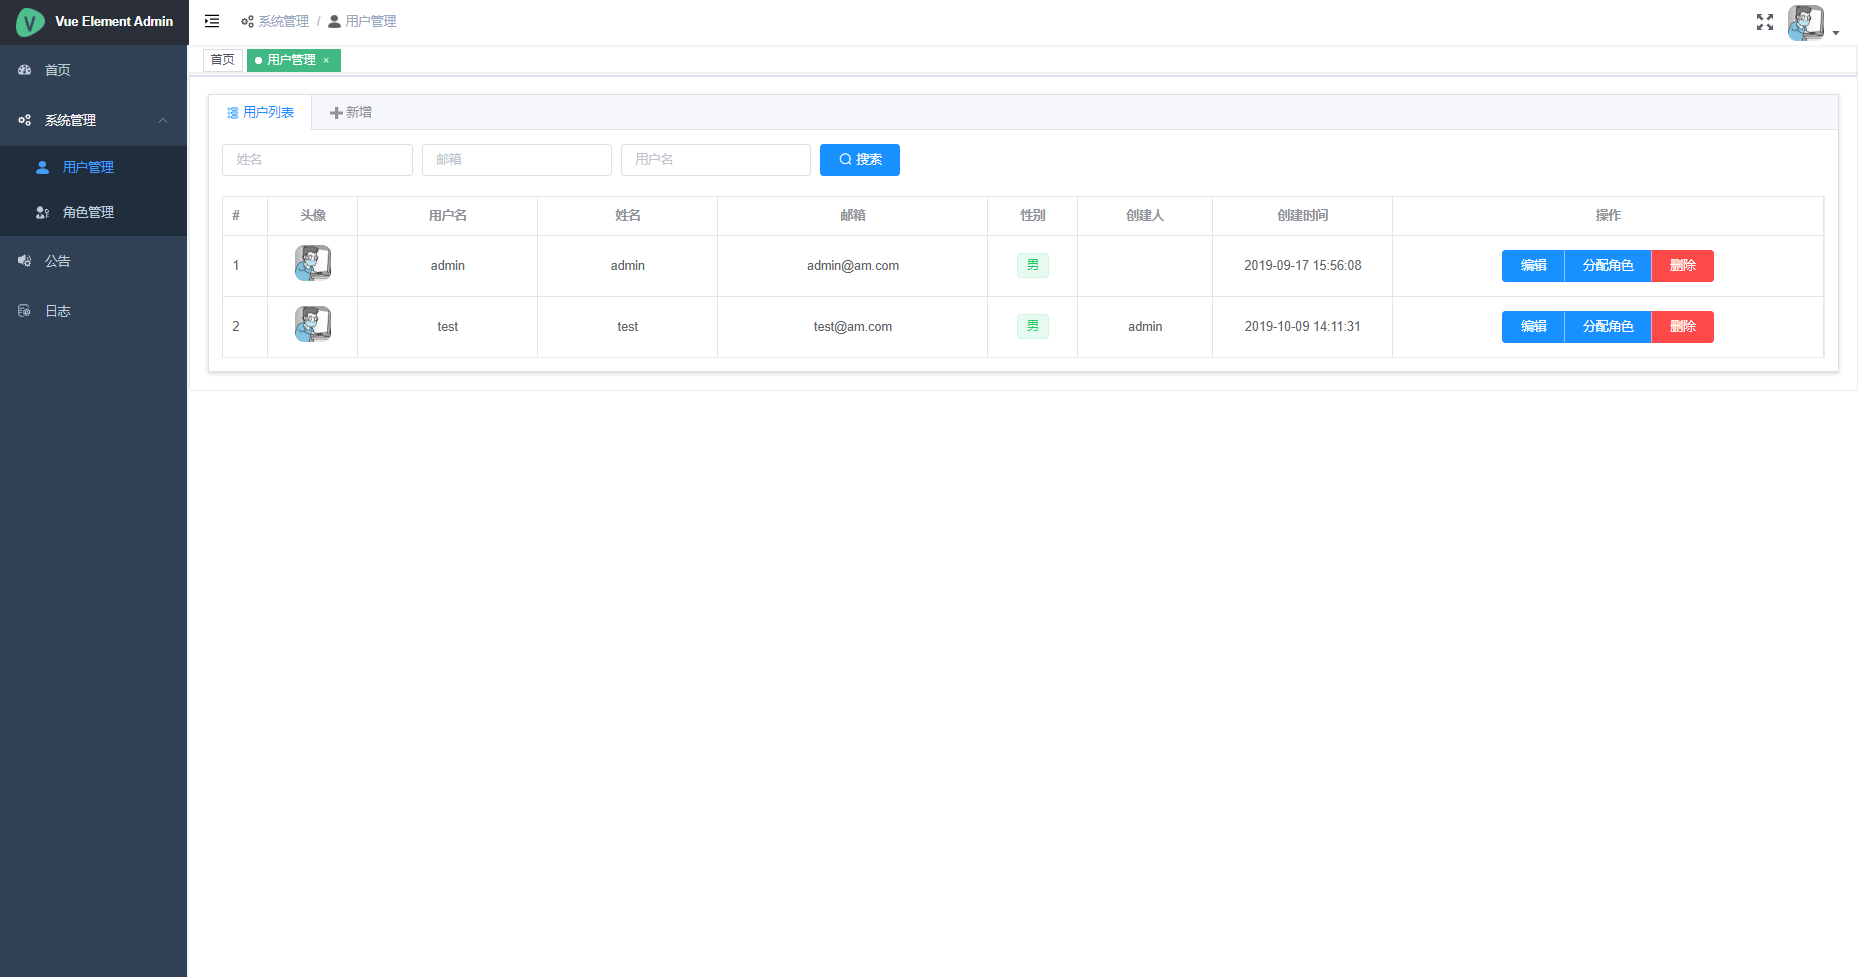 Vue Element Admin
系统管理 / 用户管理
首页
用户管理 ×
首页
系统管理
用户管理
角色管理
公告
日志
用户列表 新增
姓名 邮箱 用户名 搜索
# 头像 用户名 姓名 邮箱 性别 创建人 创建时间 操作
1 admin admin admin@am.com 男 2019-09-17 15:56:08 编辑 分配角色 删除
2 test test test@am.com 男 admin 2019-10-09 14:11:31 编辑 分配角色 删除